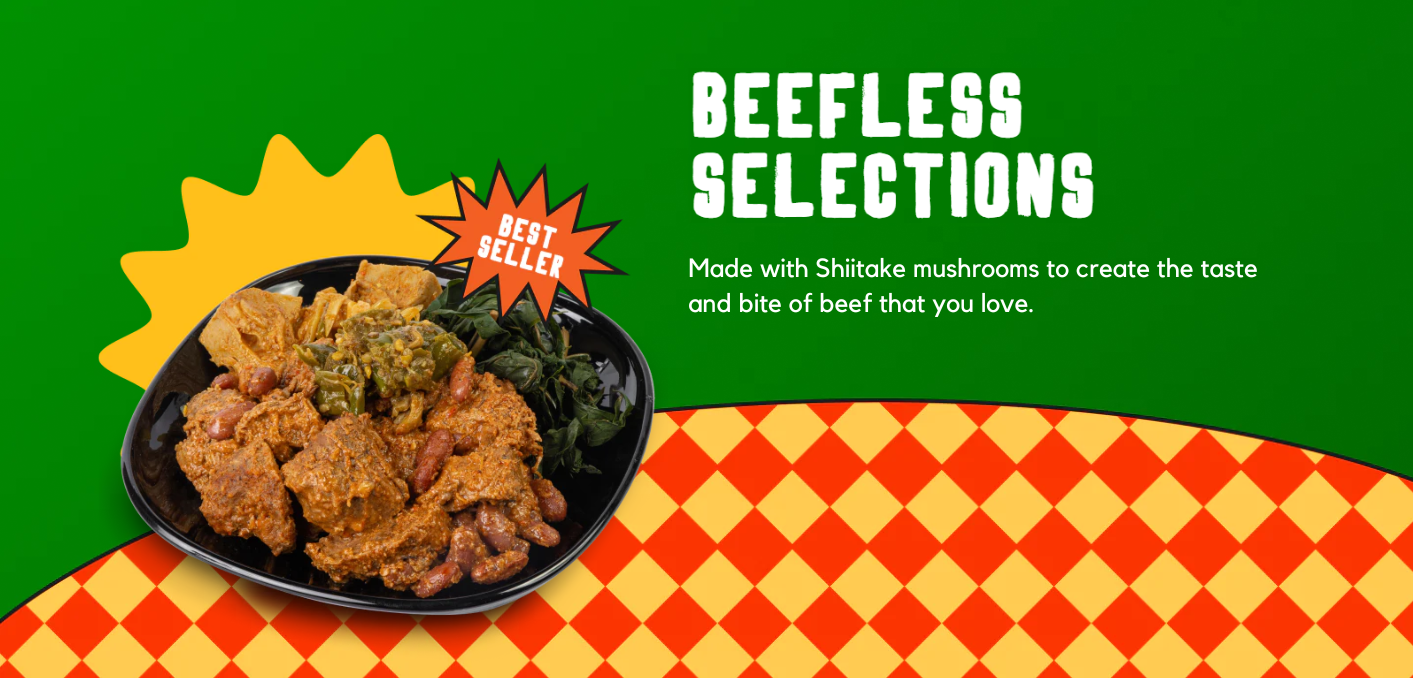 BEEFLESS
SELECTIONS
Made with Shiitake mushrooms to create the taste
and bite of beef that you love.
BEST
SELLER